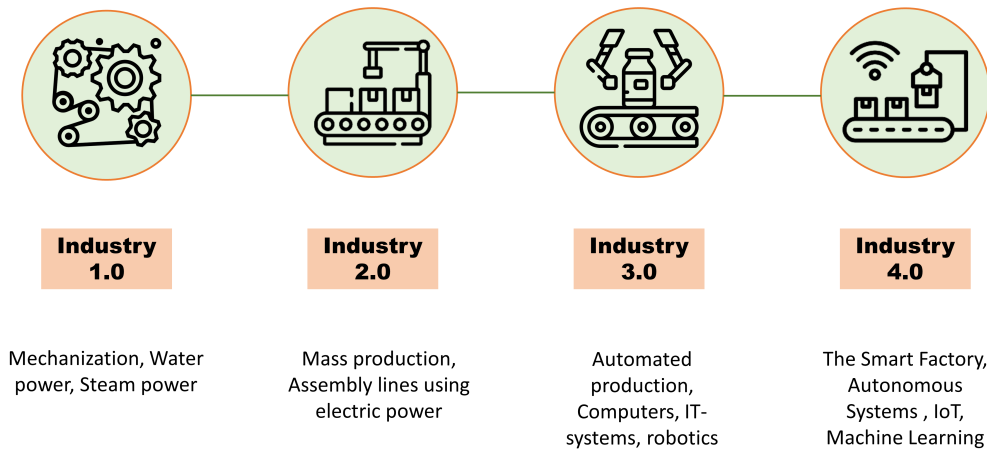 Industry
1.0
Industry
2.0
Industry
3.0
Industry
4.0
Mechanization, Water
power, Steam power
Mass production,
Assembly lines using
electric power
Automated
production,
Computers, IT-
systems, robotics
The Smart Factory,
Autonomous
Systems , IoT,
Machine Learning